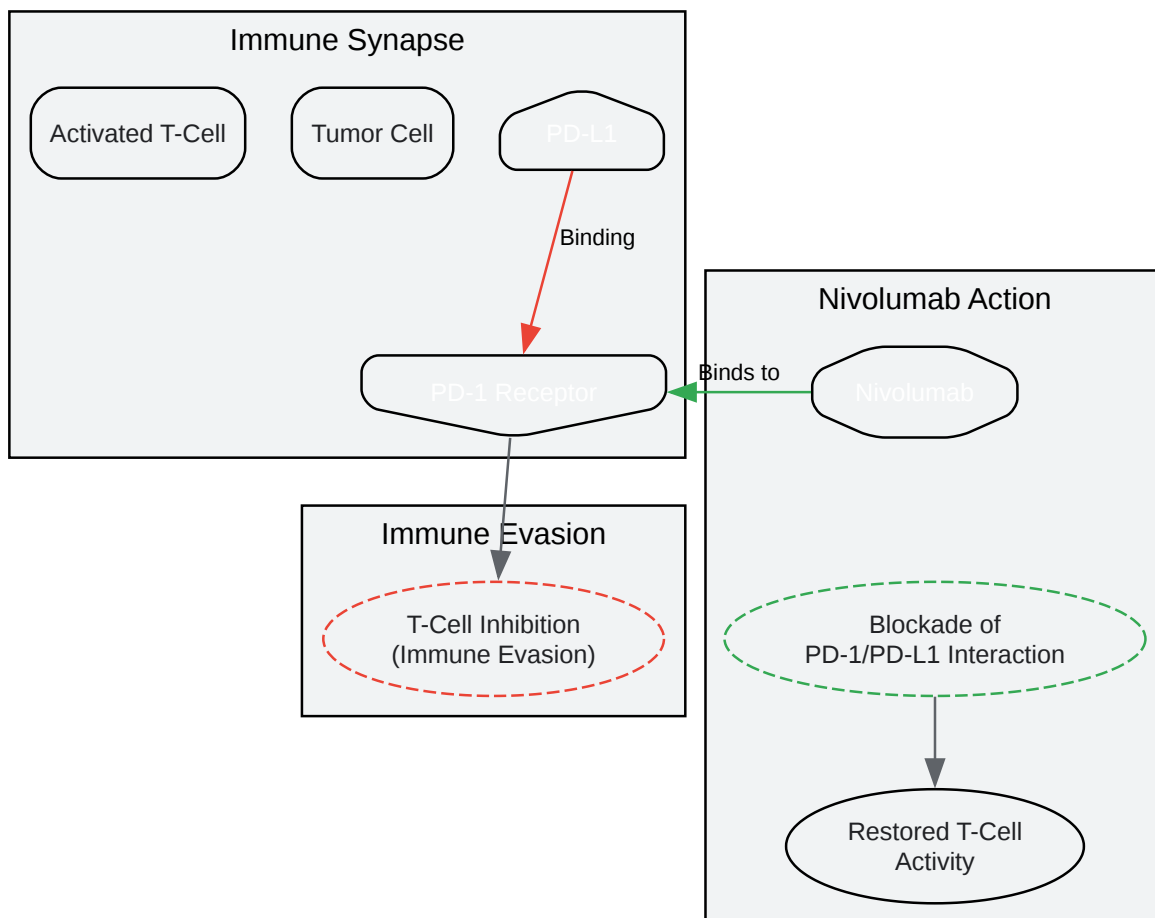 Immune Synapse
Activated T-Cell
Tumor Cell
PD-L1
Binding
Nivolumab Action
PD-1 Receptor
Binds to
Nivolumab
Immune Evasion
T-Cell Inhibition
(Immune Evasion)
Blockade of
PD-1/PD-L1 Interaction
Restored T-Cell
Activity